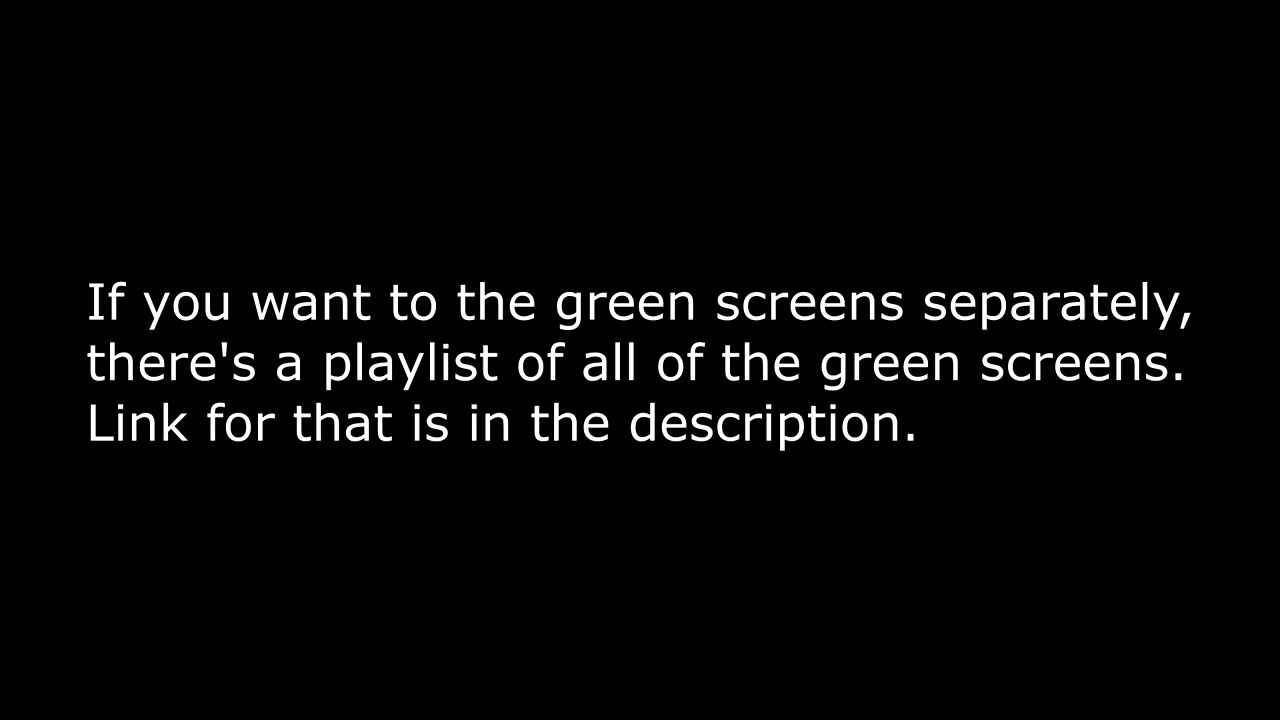 If you want to the green screens separately,
there's a playlist of all of the green screens.
Link for that is in the description.